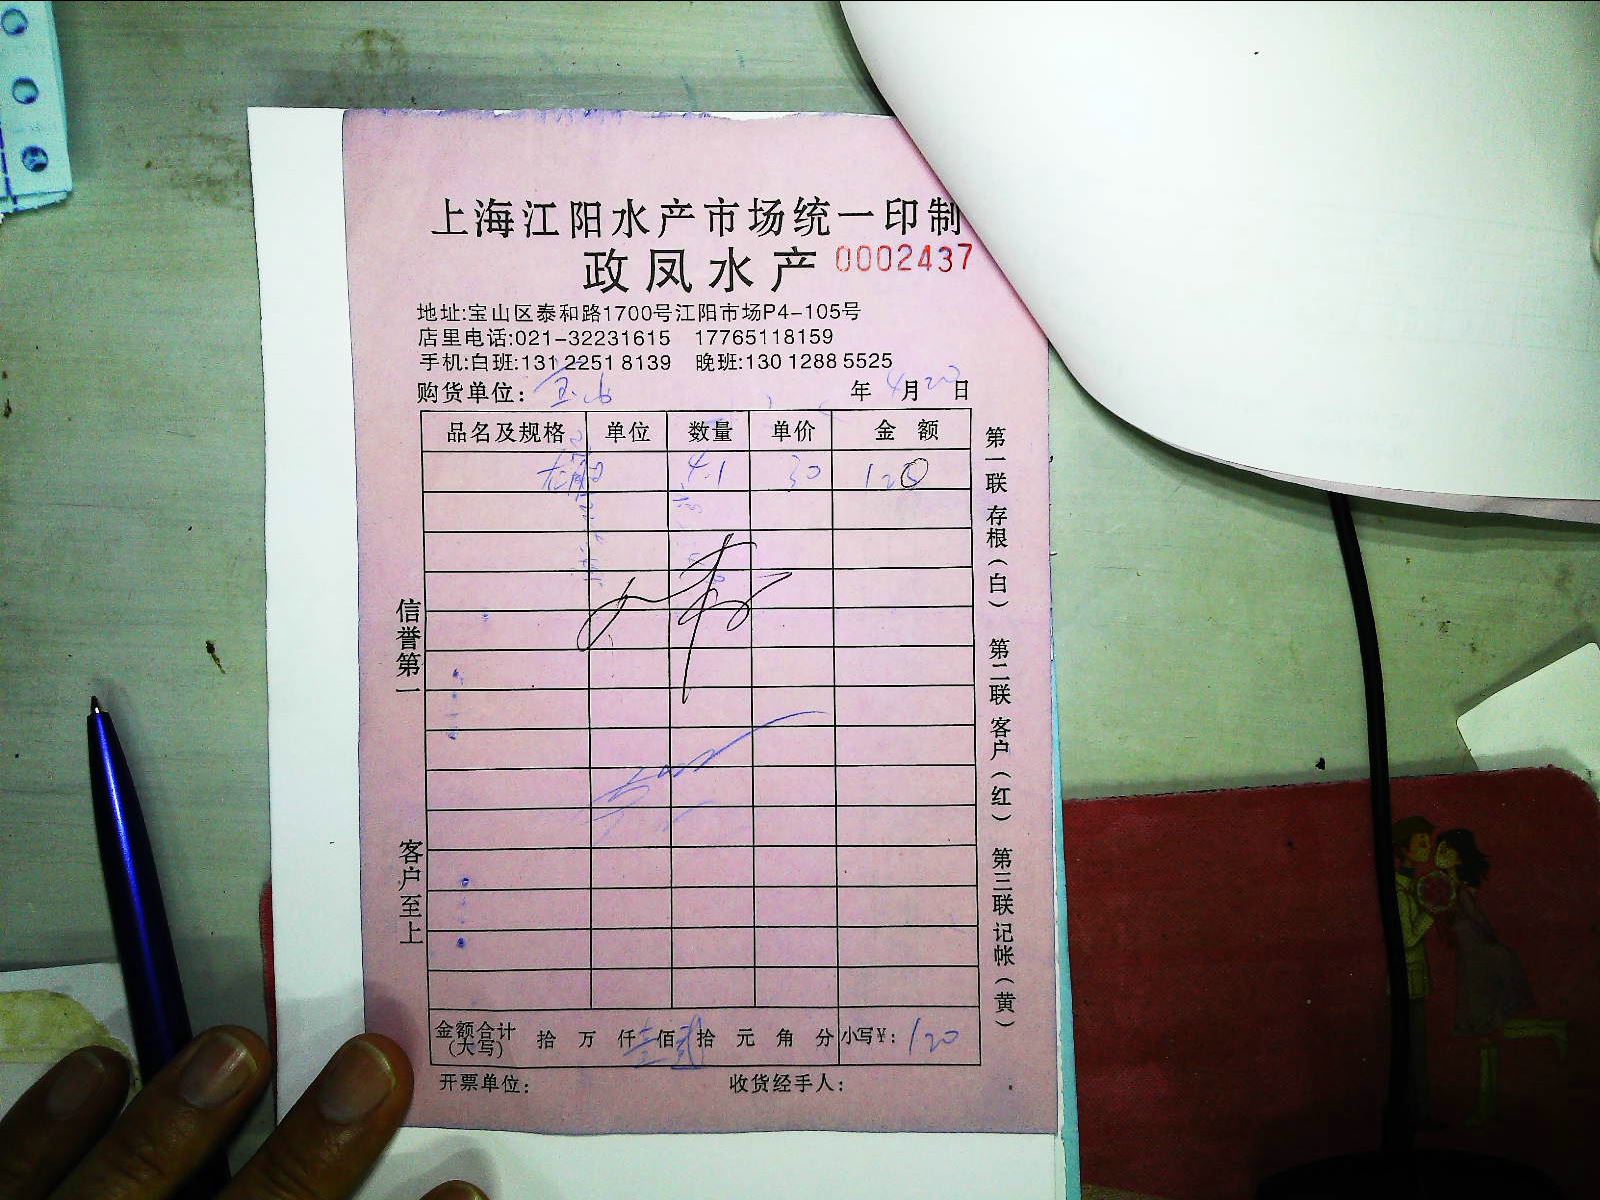 上海江阳水产市场统一印制
政凤水产 0002437
地址:宝山区泰和路1700号江阳市场P4-105号
店里电话:021-32231615 17765118159
手机:白班:131 2251 8139 晚班:130 1288 5525
购货单位: 年 4月 日
品名及规格 单位 数量 单价 金 额
4.1 30 120
信誉第一
客户至上
第一联 存根(白)
第二联 客户(红)
第三联 记帐(黄)
金额合计(大写) 拾 万 仟 壹 佰 贰 拾 元 角 分 小写¥: 120
开票单位: 收货经手人: